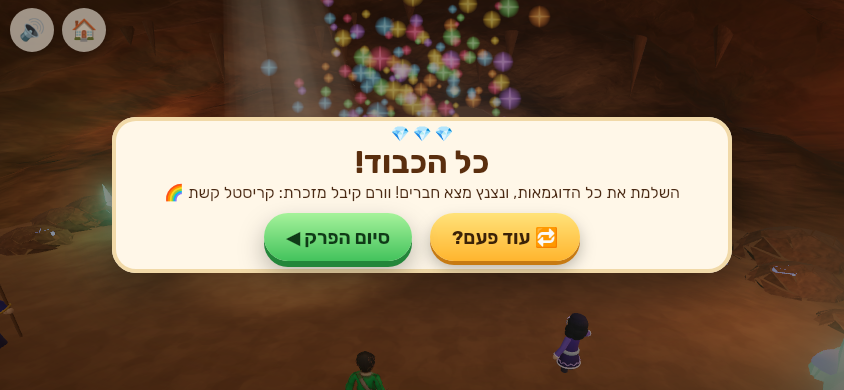 כל הכבוד!
השלמת את כל הדוגמאות, ונצנץ מצא חברים! וורם קיבל מזכרת: קריסטל קשת 🌈
🔁 עוד פעם?
סיום הפרק ◀